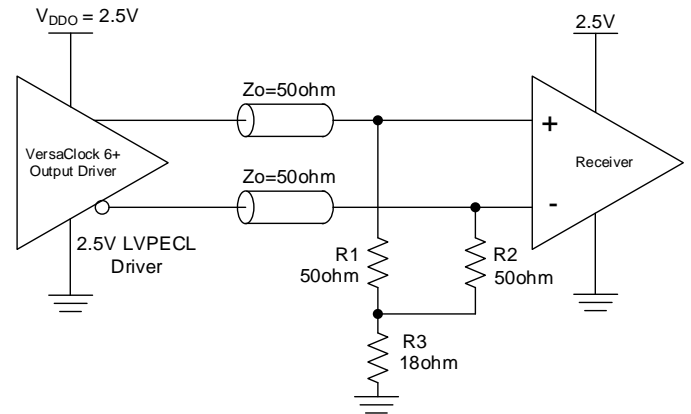 V_DDO = 2.5V
2.5V
Zo=50ohm
+
VersaClock 6+
Output Driver
Receiver
Zo=50ohm
-
2.5V LVPECL
Driver
R1
50ohm
R2
50ohm
R3
18ohm